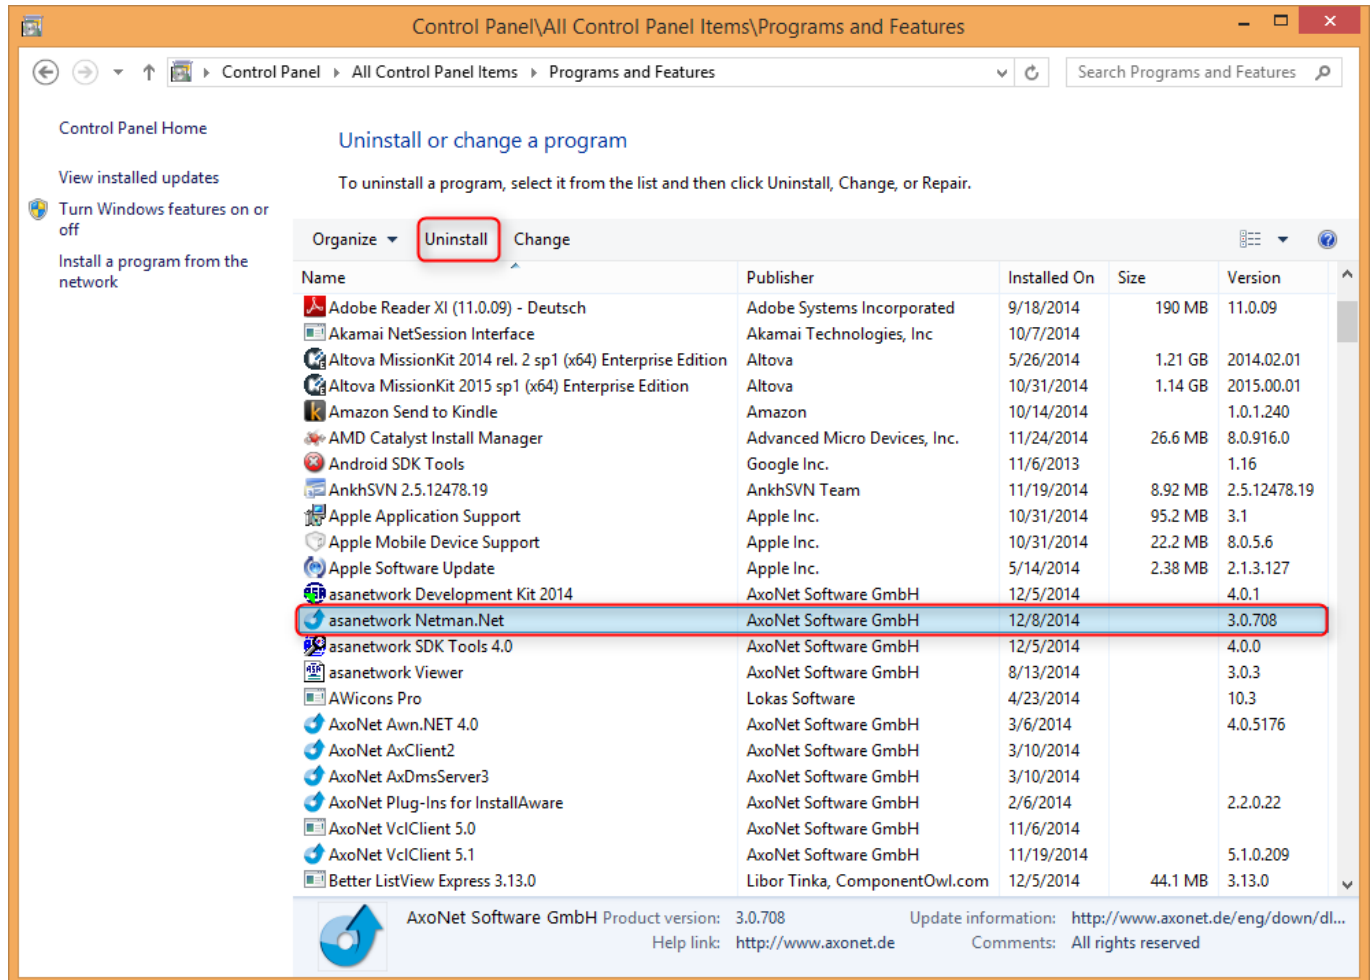 Control Panel\All Control Panel Items\Programs and Features
Control Panel All Control Panel Items Programs and Features Search Programs and Features
Control Panel Home
View installed updates
Turn Windows features on or
off
Install a program from the
network
Uninstall or change a program
To uninstall a program, select it from the list and then click Uninstall, Change, or Repair.
Organize Uninstall Change
Name Publisher Installed On Size Version
Adobe Reader XI (11.0.09) - Deutsch Adobe Systems Incorporated 9/18/2014 190 MB 11.0.09
Akamai NetSession Interface Akamai Technologies, Inc 10/7/2014
Altova MissionKit 2014 rel. 2 sp1 (x64) Enterprise Edition Altova 5/26/2014 1.21 GB 2014.02.01
Altova MissionKit 2015 sp1 (x64) Enterprise Edition Altova 10/31/2014 1.14 GB 2015.00.01
Amazon Send to Kindle Amazon 10/14/2014 1.0.1.240
AMD Catalyst Install Manager Advanced Micro Devices, Inc. 11/24/2014 26.6 MB 8.0.916.0
Android SDK Tools Google Inc. 11/6/2013 1.16
AnkhSVN 2.5.12478.19 AnkhSVN Team 11/19/2014 8.92 MB 2.5.12478.19
Apple Application Support Apple Inc. 10/31/2014 95.2 MB 3.1
Apple Mobile Device Support Apple Inc. 10/31/2014 22.2 MB 8.0.5.6
Apple Software Update Apple Inc. 5/14/2014 2.38 MB 2.1.3.127
asanetwork Development Kit 2014 AxoNet Software GmbH 12/5/2014 4.0.1
asanetwork Netman.Net AxoNet Software GmbH 12/8/2014 3.0.708
asanetwork SDK Tools 4.0 AxoNet Software GmbH 12/5/2014 4.0.0
asanetwork Viewer AxoNet Software GmbH 8/13/2014 3.0.3
AWicons Pro Lokas Software 4/23/2014 10.3
AxoNet Awn.NET 4.0 AxoNet Software GmbH 3/6/2014 4.0.5176
AxoNet AxClient2 AxoNet Software GmbH 3/10/2014
AxoNet AxDmsServer3 AxoNet Software GmbH 3/10/2014
AxoNet Plug-Ins for InstallAware AxoNet Software GmbH 2/6/2014 2.2.0.22
AxoNet VclClient 5.0 AxoNet Software GmbH 11/6/2014
AxoNet VclClient 5.1 AxoNet Software GmbH 11/19/2014 5.1.0.209
Better ListView Express 3.13.0 Libor Tinka, ComponentOwl.com 12/5/2014 44.1 MB 3.13.0
AxoNet Software GmbH Product version: 3.0.708 Update information: http://www.axonet.de/eng/down/dl...
Help link: http://www.axonet.de Comments: All rights reserved